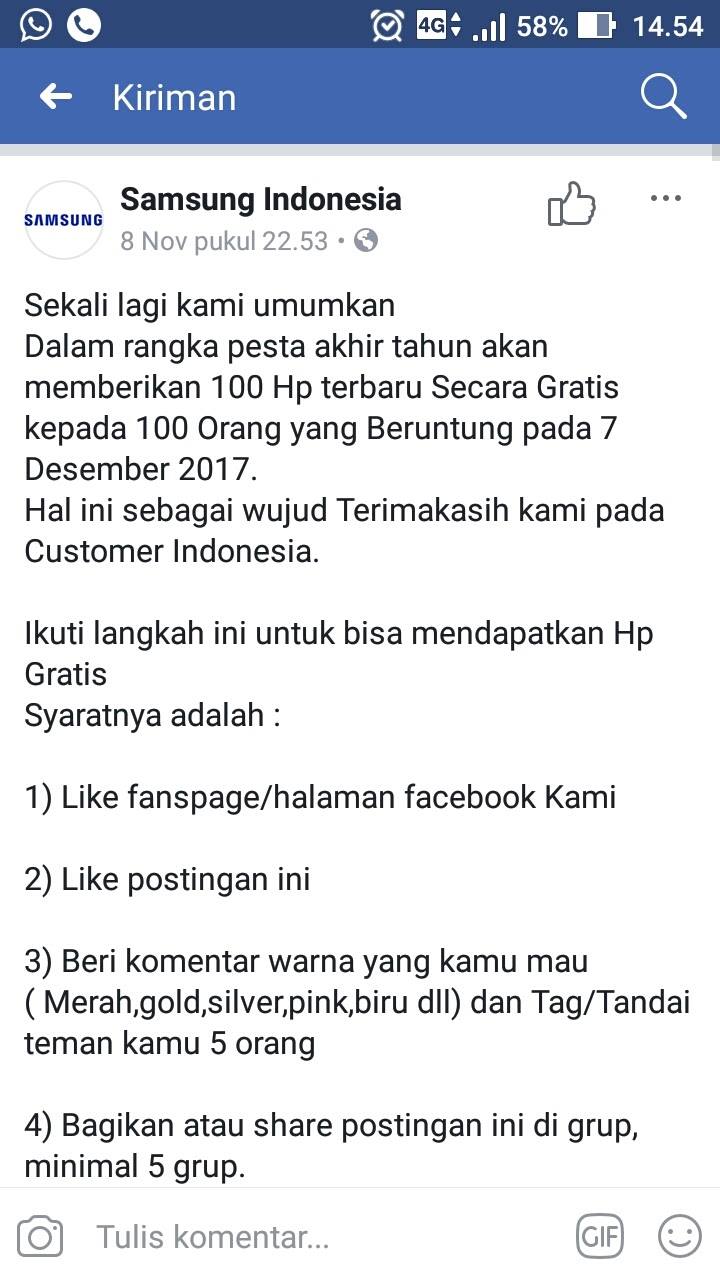 4G 58% 14.54
Kiriman
SAMSUNG
Samsung Indonesia
8 Nov pukul 22.53 •
Sekali lagi kami umumkan
Dalam rangka pesta akhir tahun akan
memberikan 100 Hp terbaru Secara Gratis
kepada 100 Orang yang Beruntung pada 7
Desember 2017.
Hal ini sebagai wujud Terimakasih kami pada
Customer Indonesia.
Ikuti langkah ini untuk bisa mendapatkan Hp
Gratis
Syaratnya adalah :
1) Like fanspage/halaman facebook Kami
2) Like postingan ini
3) Beri komentar warna yang kamu mau
( Merah,gold,silver,pink,biru dll) dan Tag/Tandai
teman kamu 5 orang
4) Bagikan atau share postingan ini di grup,
minimal 5 grup.
Tulis komentar...
GIF